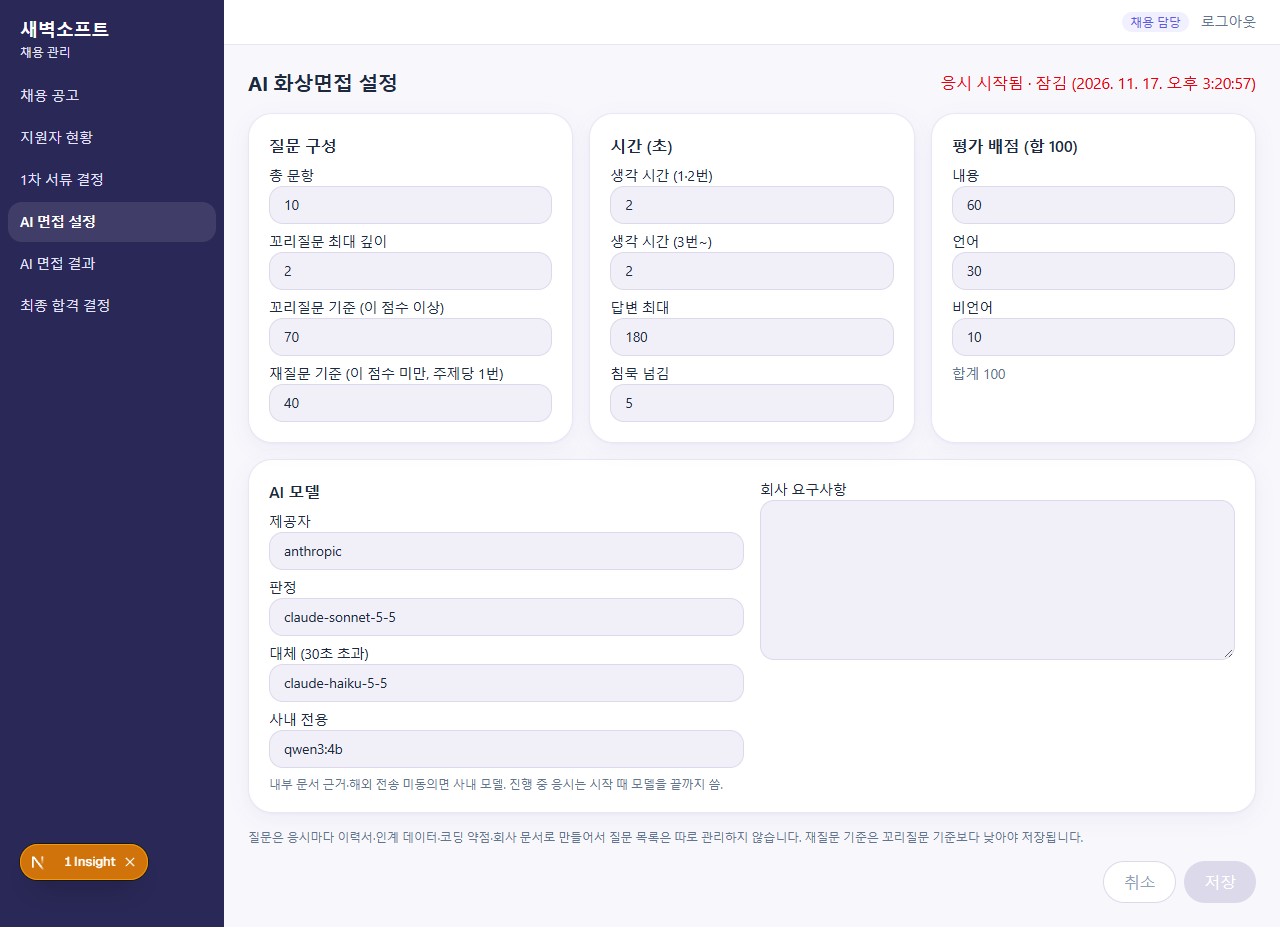 새벽소프트
채용 관리
채용 공고
지원자 현황
1차 서류 결정
AI 면접 설정
AI 면접 결과
최종 합격 결정
1 Insight
채용 담당
로그아웃
AI 화상면접 설정
응시 시작됨 · 잠김 (2026. 11. 17. 오후 3:20:57)
질문 구성
총 문항
10
꼬리질문 최대 깊이
2
꼬리질문 기준 (이 점수 이상)
70
재질문 기준 (이 점수 미만, 주제당 1번)
40
시간 (초)
생각 시간 (1·2번)
2
생각 시간 (3번~)
2
답변 최대
180
침묵 넘김
5
평가 배점 (합 100)
내용
60
언어
30
비언어
10
합계 100
AI 모델
제공자
anthropic
판정
claude-sonnet-5-5
대체 (30초 초과)
claude-haiku-5-5
사내 전용
qwen3:4b
내부 문서 근거·해외 전송 미동의면 사내 모델. 진행 중 응시는 시작 때 모델을 끝까지 씀.
회사 요구사항
질문은 응시마다 이력서·인계 데이터·코딩 약점·회사 문서로 만들어서 질문 목록은 따로 관리하지 않습니다. 재질문 기준은 꼬리질문 기준보다 낮아야 저장됩니다.
취소
저장